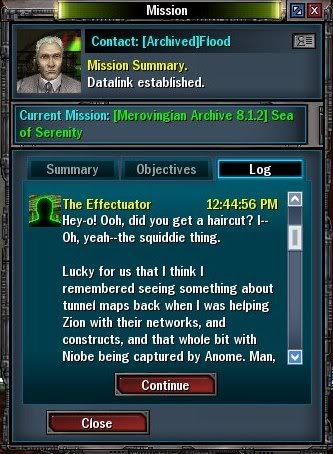 Mission
Contact: [Archived]Flood
Mission Summary.
Datalink established.
Current Mission: [Merovingian Archive 8.1.2] Sea
of Serenity
Summary
Objectives
Log
The Effectuator 12:44:56 PM
Hey-o! Ooh, did you get a haircut? I--
Oh, yeah--the squiddie thing.
Lucky for us that I think I
remembered seeing something about
tunnel maps back when I was helping
Zion with their networks, and
constructs, and that whole bit with
Niobe being captured by Anome. Man,
Continue
Close